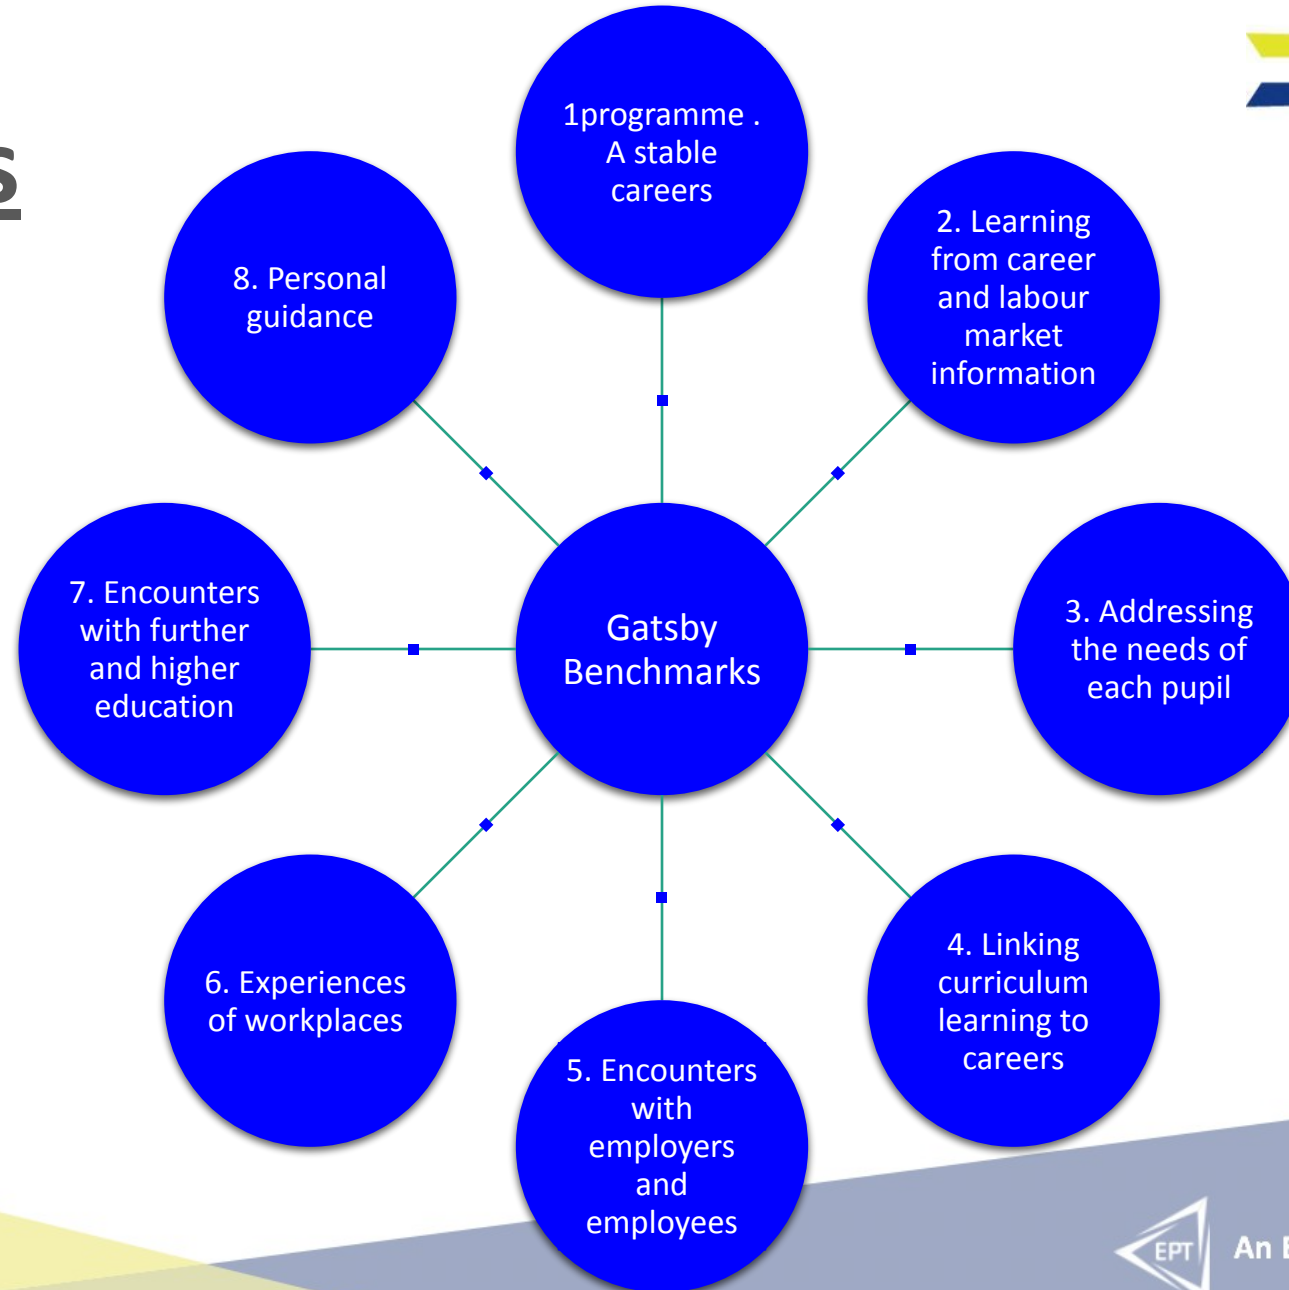 s
1programme .
A stable
careers
2. Learning
from career
and labour
market
information
3. Addressing
the needs of
each pupil
4. Linking
curriculum
learning to
careers
5. Encounters
with
employers
and
employees
6. Experiences
of workplaces
7. Encounters
with further
and higher
education
8. Personal
guidance
Gatsby
Benchmarks
EPT
An E